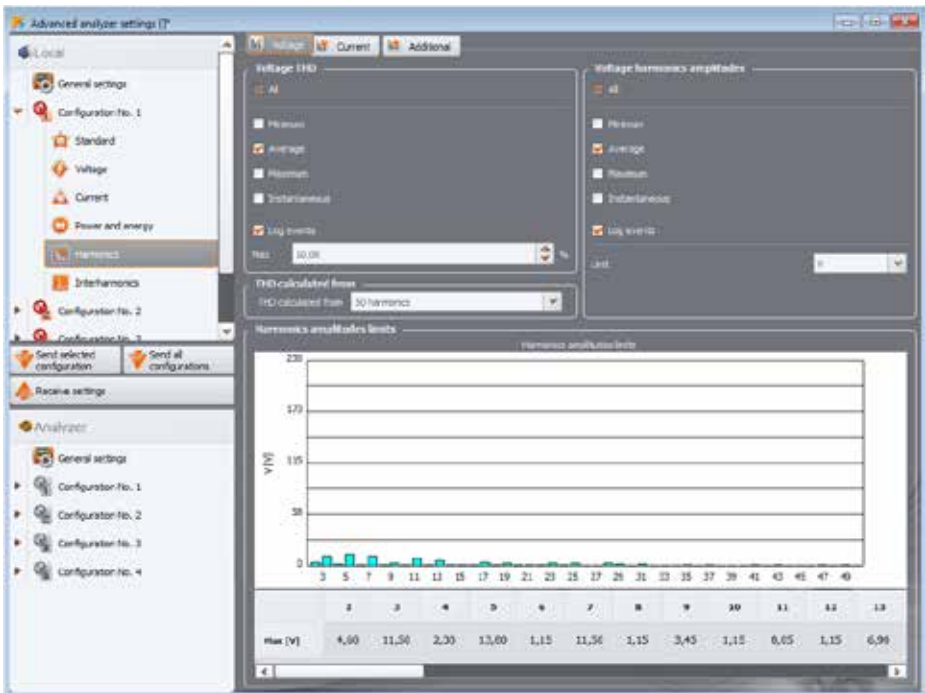 Advanced analyzer settings [?
Local
General settings
Configuration No. 1
Standard
Voltage
Current
Power and energy
Harmonics
Interharmonics
Configuration No. 2
Configuration No. 3
Send selected configuration
Send all configurations
Receive settings
Analyzer
General settings
Configuration No. 1
Configuration No. 2
Configuration No. 3
Configuration No. 4
Voltage Current Additional
Voltage THD
All
Minimum
Average
Maximum
Instantaneous
Log events
Max %
THD calculated from
THD calculated from 50 harmonics
Voltage harmonics amplitudes
All
Minimum
Average
Maximum
Instantaneous
Log events
Unit
Harmonics amplitudes limits
Harmonics amplitudes limits
V [V]
230
173
115
58
0
3 5 7 9 11 13 15 17 19 21 23 25 27 29 31 33 35 37 39 41 43 45 47 49
2 3 4 5 6 7 8 9 10 11 12 13
Max [V] 4,60 11,50 2,30 13,80 1,15 11,50 1,15 3,45 1,15 8,05 1,15 6,90